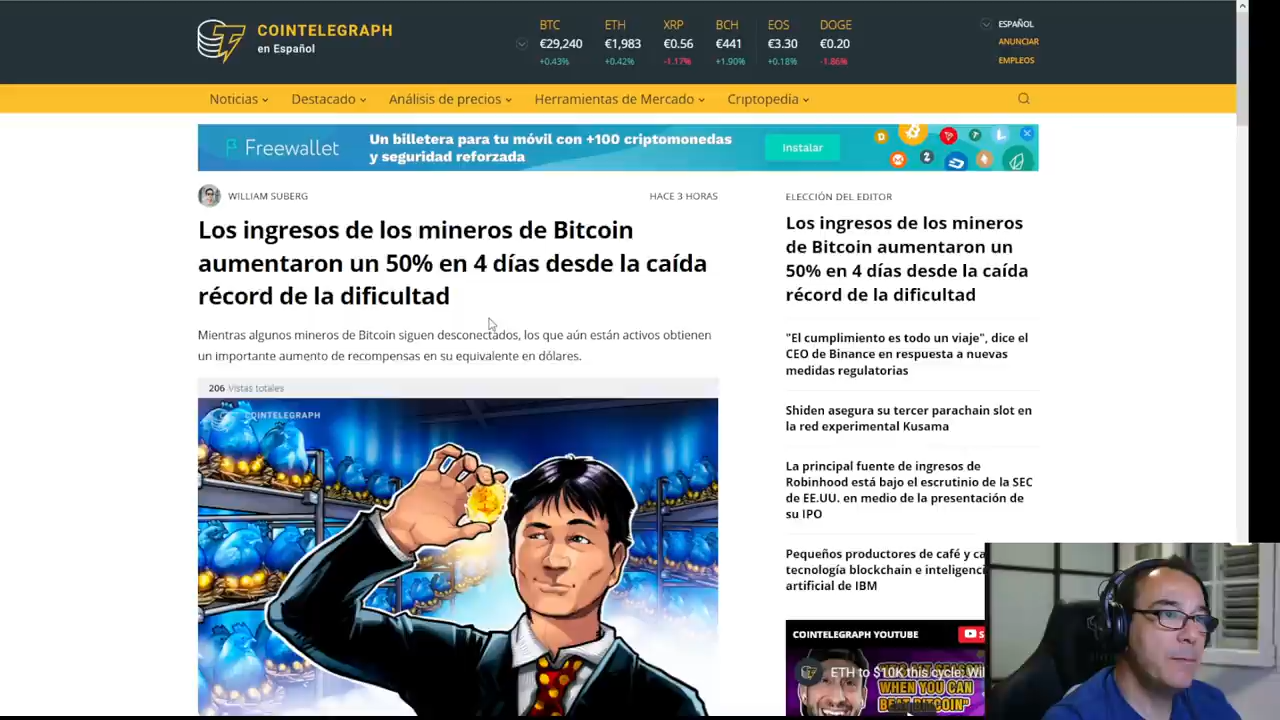 COINTELEGRAPH
en Español
BTC ETH XRP BCH EOS DOGE
€29,240 €1,983 €0.56 €441 €3.30 €0.20
+0.43% +0.42% -1.17% +1.90% +0.18% -1.86%
ESPAÑOL
ANUNCIAR
EMPLEOS
Noticias Destacado Análisis de precios Herramientas de Mercado Criptopedia
Freewallet
Un billetera para tu móvil con +100 criptomonedas
y seguridad reforzada
Instalar
WILLIAM SUBERG
HACE 3 HORAS
Los ingresos de los mineros de Bitcoin
aumentaron un 50% en 4 días desde la caída
récord de la dificultad
Mientras algunos mineros de Bitcoin siguen desconectados, los que aún están activos obtienen
un importante aumento de recompensas en su equivalente en dólares.
206 Vistas totales
COINTELEGRAPH
ELECCIÓN DEL EDITOR
Los ingresos de los mineros
de Bitcoin aumentaron un
50% en 4 días desde la caída
récord de la dificultad
"El cumplimiento es todo un viaje", dice el
CEO de Binance en respuesta a nuevas
medidas regulatorias
Shiden asegura su tercer parachain slot en
la red experimental Kusama
La principal fuente de ingresos de
Robinhood está bajo el escrutinio de la SEC
de EE.UU. en medio de la presentación de
su IPO
Pequeños productores de café y ca
tecnología blockchain e inteligenci
artificial de IBM
COINTELEGRAPH YOUTUBE
ETH to $10K this cycle:
WHEN YOU CAN
BEAT BITCOIN"